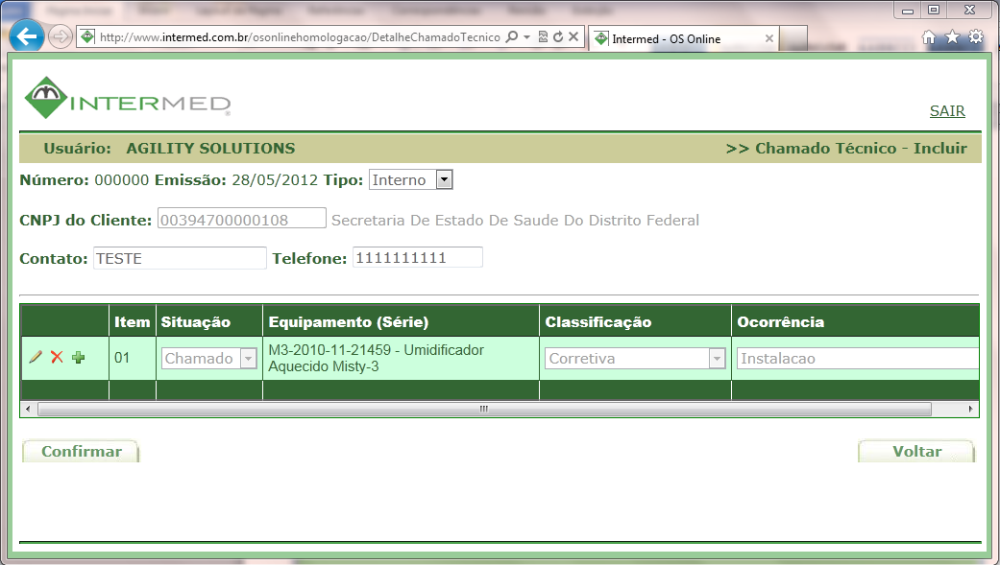 http://www.intermed.com.br/osonlinehomologacao/DetalheChamadoTecnico
Intermed - OS Online
INTERMED
SAIR
Usuário: AGILITY SOLUTIONS >> Chamado Técnico - Incluir
Número: 000000 Emissão: 28/05/2012 Tipo: Interno
CNPJ do Cliente: 00394700000108 Secretaria De Estado De Saude Do Distrito Federal
Contato: TESTE Telefone: 1111111111
Item Situação Equipamento (Série) Classificação Ocorrência
01 Chamado M3-2010-11-21459 - Umidificador Aquecido Misty-3 Corretiva Instalacao
Confirmar Voltar